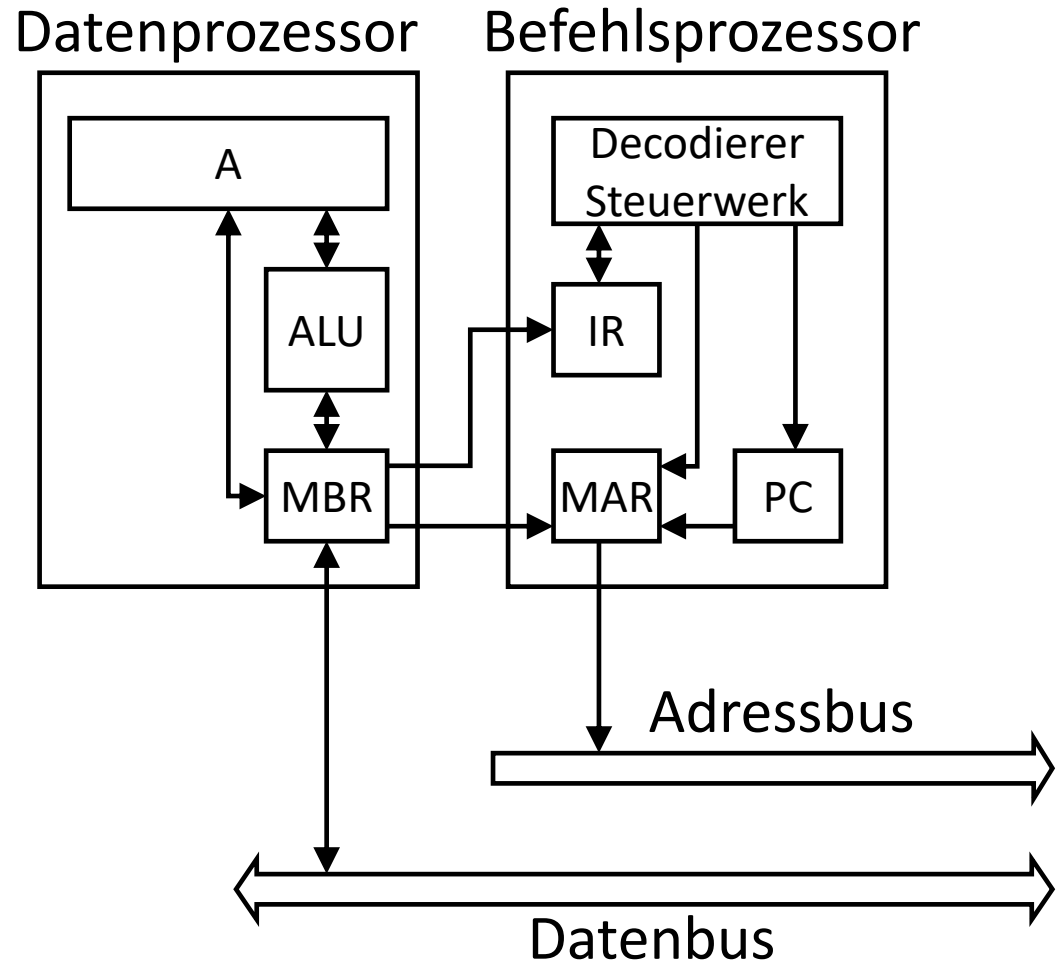 Datenprozessor
Befehlsprozessor
A
Decodierer
Steuerwerk
ALU
IR
MBR
MAR
PC
Adressbus
Datenbus